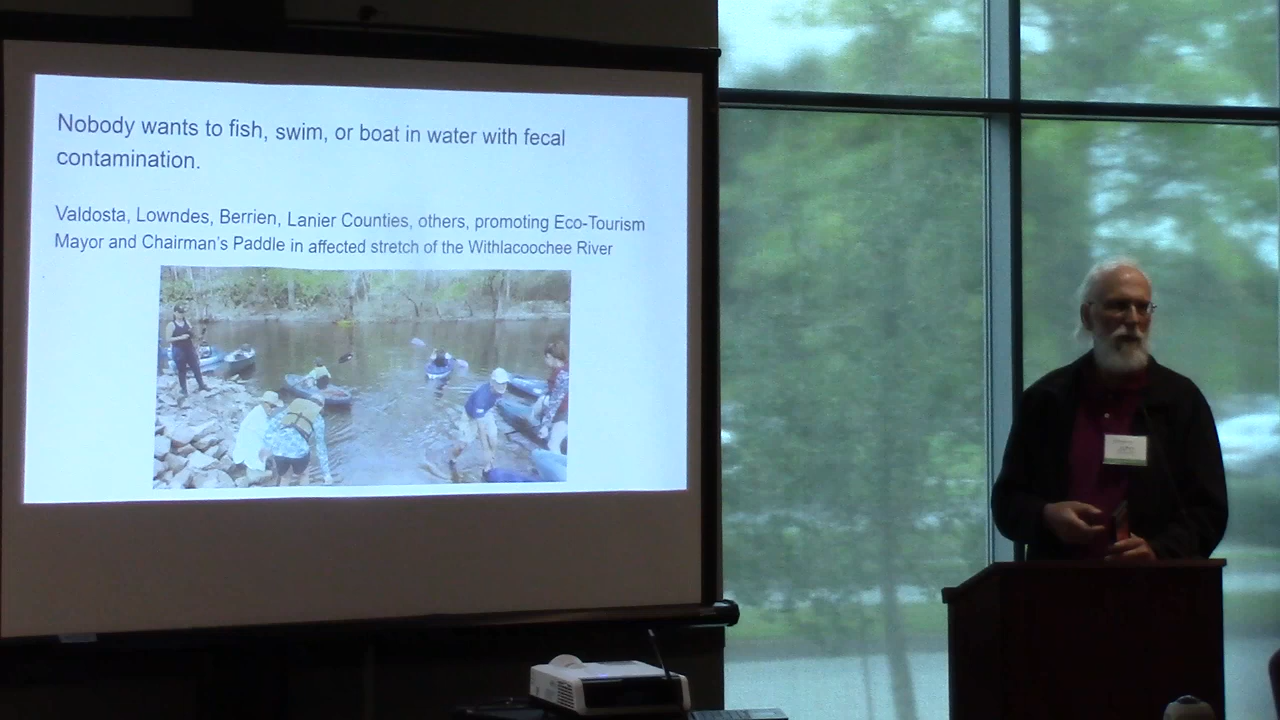 Nobody wants to fish, swim, or boat in water with fecal
contamination.
Valdosta, Lowndes, Berrien, Lanier Counties, others, promoting Eco-Tourism
Mayor and Chairman's Paddle in affected stretch of the Withlacoochee River